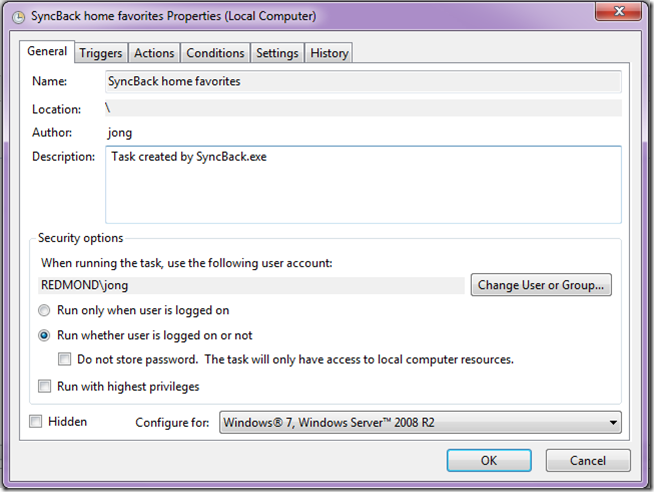 SyncBack home favorites Properties (Local Computer)
General Triggers Actions Conditions Settings History
Name: SyncBack home favorites
Location: \
Author: jong
Description: Task created by SyncBack.exe
Security options
When running the task, use the following user account:
REDMOND\jong Change User or Group...
Run only when user is logged on
Run whether user is logged on or not
Do not store password. The task will only have access to local computer resources.
Run with highest privileges
Hidden Configure for: Windows® 7, Windows Server™ 2008 R2
OK Cancel